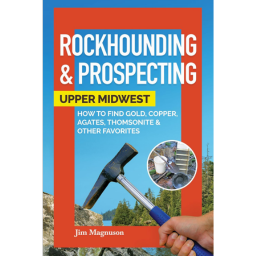 ROCKHOUNDING
& PROSPECTING
UPPER MIDWEST
HOW TO FIND GOLD, COPPER,
AGATES, THOMSONITE &
OTHER FAVORITES
Jim Magnuson